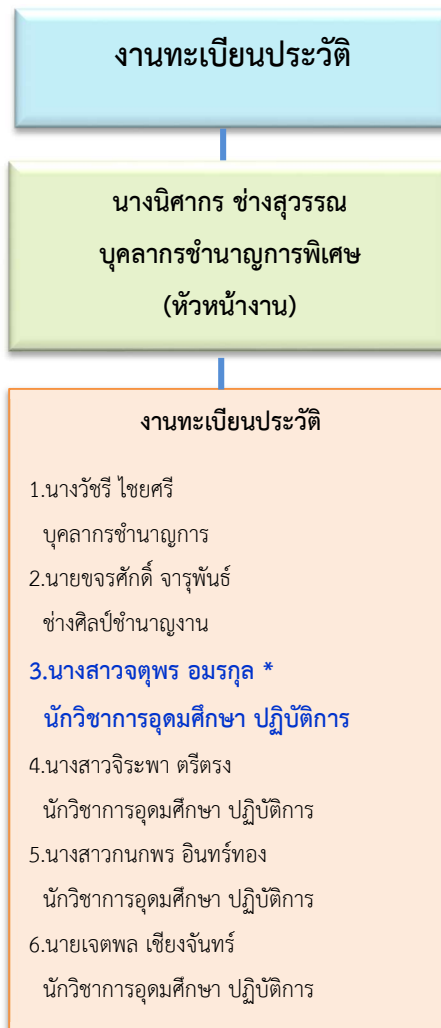 งานทะเบียนประวัติ
นางนิศากร ช่างสุวรรณ
บุคลากรชำนาญการพิเศษ
(หัวหน้างาน)
งานทะเบียนประวัติ
1.นางวัชรี ไชยศรี
บุคลากรชำนาญการ
2.นายขจรศักดิ์ จารุพันธ์
ช่างศิลป์ชำนาญงาน
3.นางสาวจตุพร อมรกุล *
นักวิชาการอุดมศึกษา ปฏิบัติการ
4.นางสาวจิระพา ตรีตรง
นักวิชาการอุดมศึกษา ปฏิบัติการ
5.นางสาวกนกพร อินทร์ทอง
นักวิชาการอุดมศึกษา ปฏิบัติการ
6.นายเจตพล เชียงจันทร์
นักวิชาการอุดมศึกษา ปฏิบัติการ